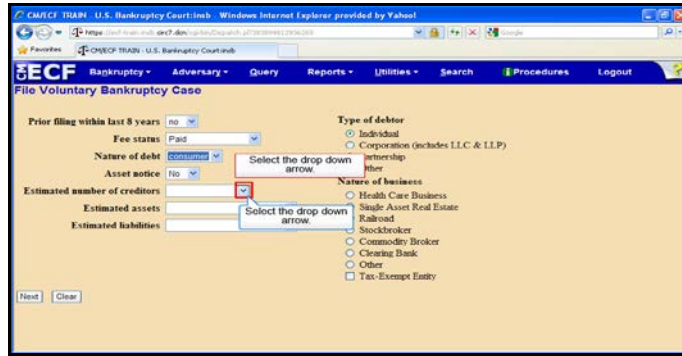 CM/ECF TRAIN - U.S. Bankruptcy Court:innb - Windows Internet Explorer provided by Yahoo!
Google
Favorites CM/ECF TRAIN - U.S. Bankruptcy Court:innb
ECF Bankruptcy Adversary Query Reports Utilities Search Procedures Logout
File Voluntary Bankruptcy Case
Prior filing within last 8 years no
Fee status Paid
Nature of debt consumer
Asset notice No
Estimated number of creditors
Estimated assets
Estimated liabilities
Select the drop down
arrow.
Select the drop down
arrow.
Type of debtor
Individual
Corporation (includes LLC & LLP)
Nature of business
Health Care Business
Single Asset Real Estate
Railroad
Stockbroker
Commodity Broker
Clearing Bank
Other
Tax-Exempt Entity
Next Clear